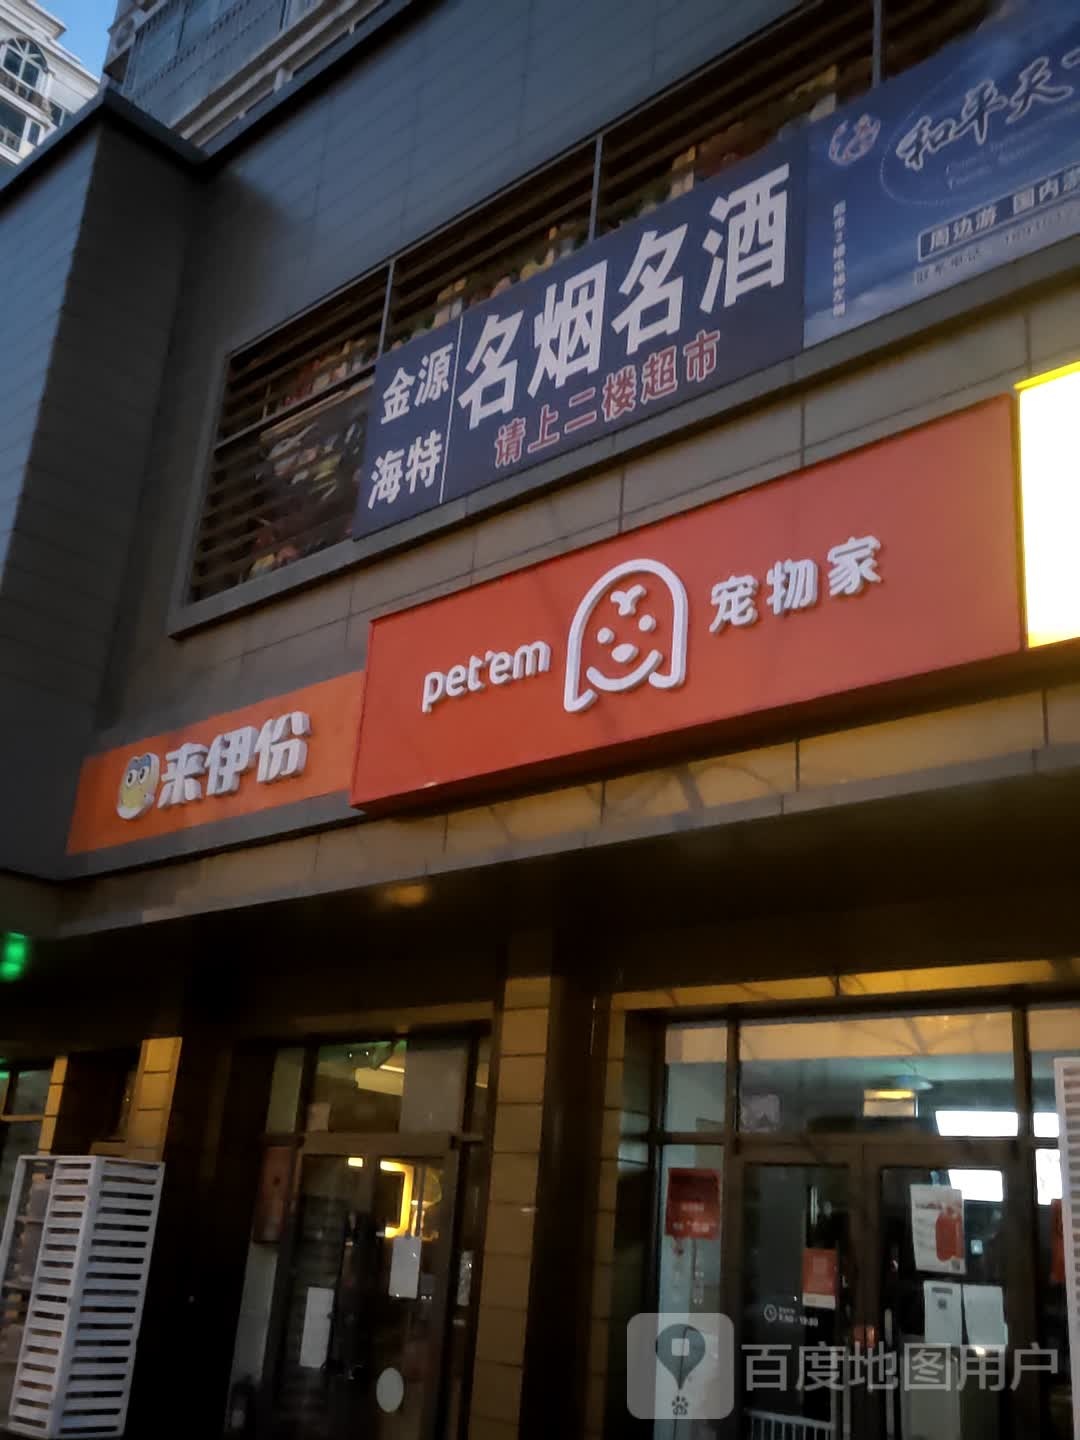 和平天
周边游 国内游
金源
海特
名烟名酒
请上二楼超市
pet'em 宠物家
来伊份
百度地图用户